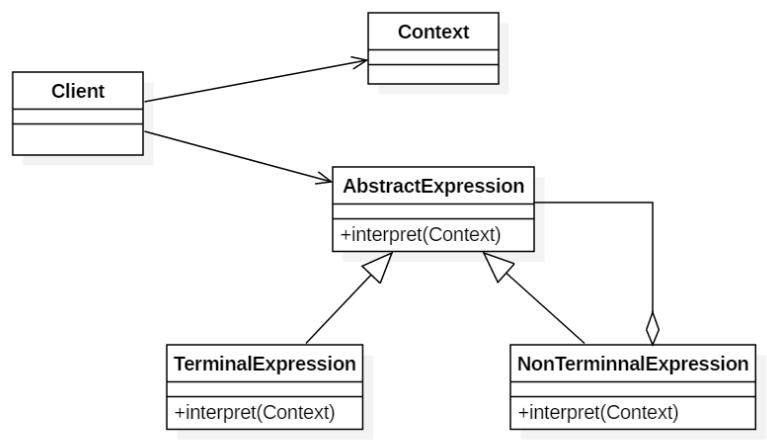 Context
Client
AbstractExpression
+interpret(Context)
TerminalExpression
+interpret(Context)
NonTerminnalExpression
+interpret(Context)